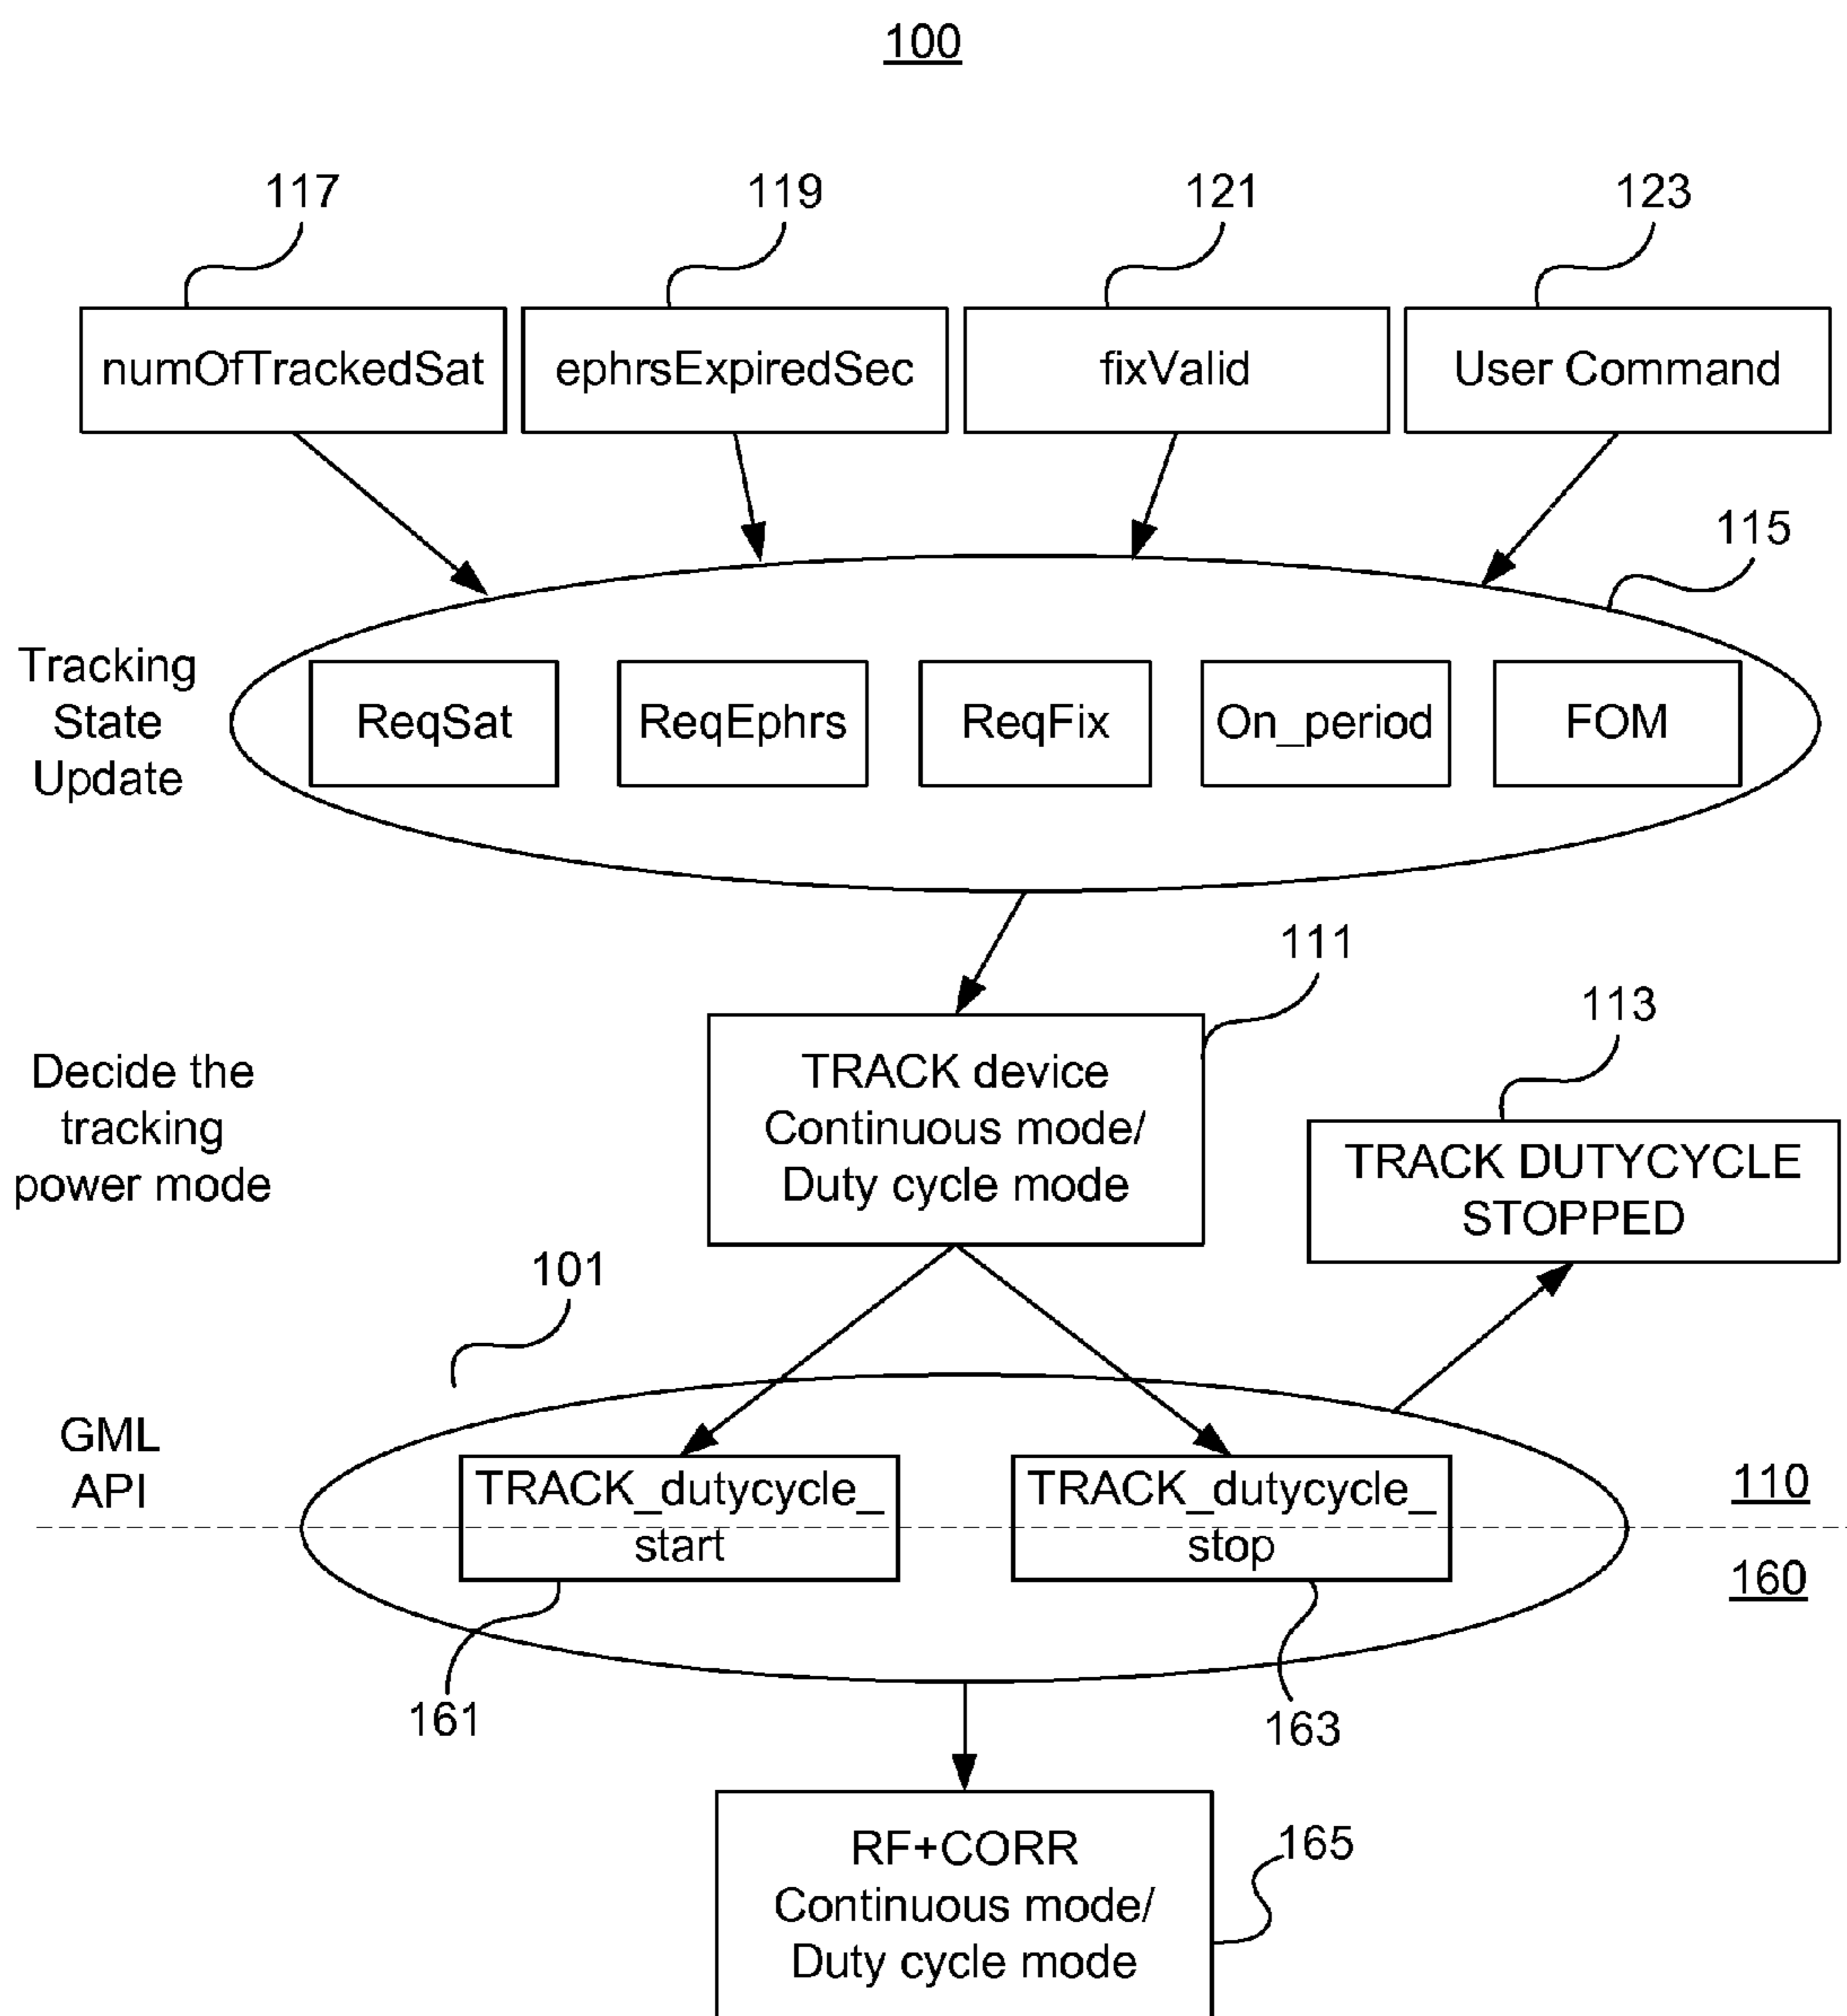 100
117
119
121
123
numOfTrackedSat
ephrsExpiredSec
fixValid
User Command
115
Tracking
State
Update
ReqSat
ReqEphrs
ReqFix
On_period
FOM
111
113
Decide the
tracking
power mode
TRACK device
Continuous mode/
Duty cycle mode
TRACK DUTYCYCLE
STOPPED
101
GML
API
TRACK_dutycycle_
start
TRACK_dutycycle_
stop
110
160
161
163
RF+CORR
Continuous mode/
Duty cycle mode
165